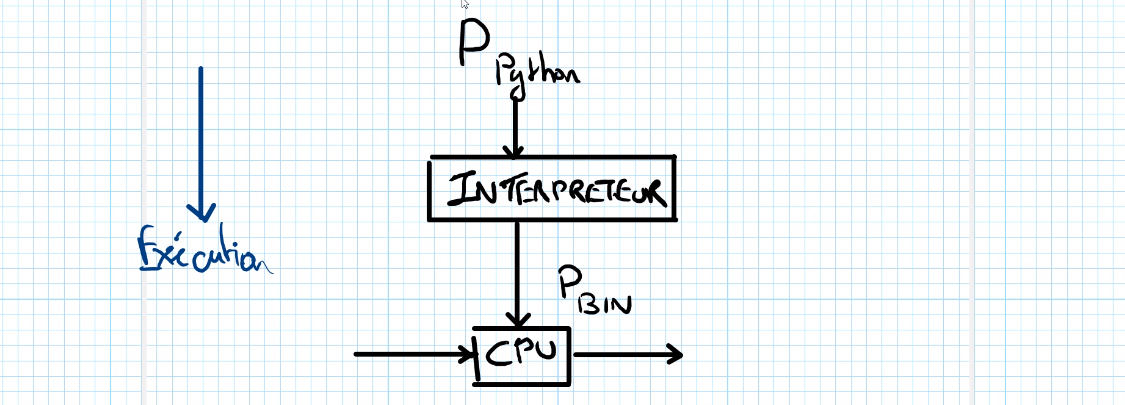 P Python
INTERPRETEUR
Exécution
P BIN
CPU